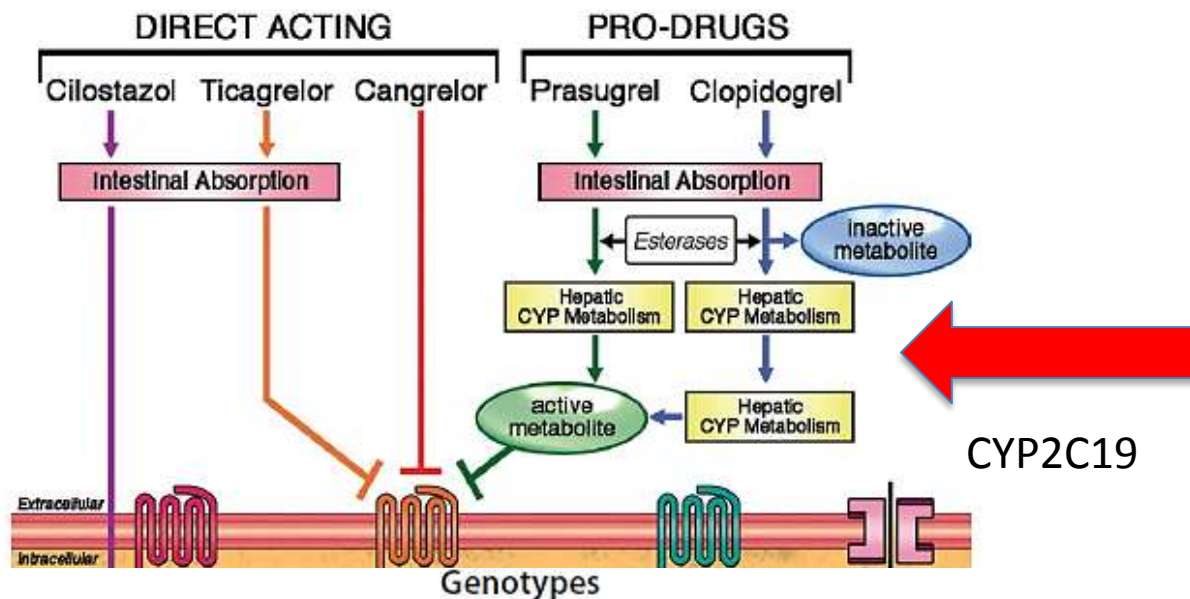 DIRECT ACTING
PRO-DRUGS
Cilostazol Ticagrelor Cangrelor
Prasugrel Clopidogrel
Intestinal Absorption
Intestinal Absorption
Esterases
inactive
metabolite
Hepatic
CYP Metabolism
Hepatic
CYP Metabolism
active
metabolite
Hepatic
CYP Metabolism
CYP2C19
Extracellular
Intracellular
Genotypes